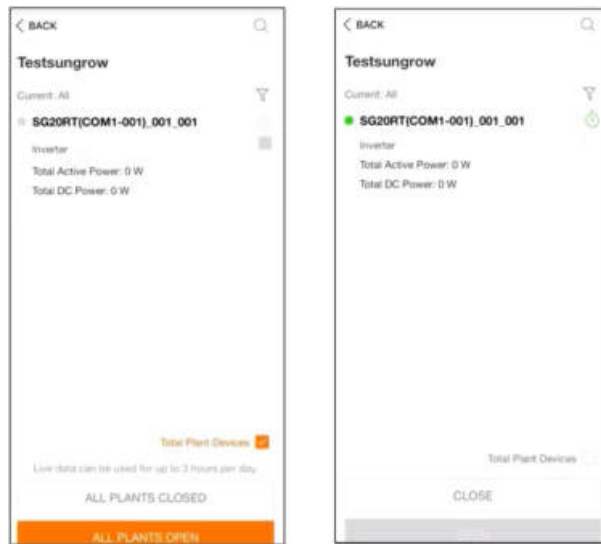 BACK
Testsungrow
Current: All
SG20RT(COM1-001)_001_001
Inverter
Total Active Power: 0 W
Total DC Power: 0 W
Total Plant Devices
Live data can be used for up to 3 hours per day
ALL PLANTS CLOSED
ALL PLANTS OPEN
BACK
Testsungrow
Current: All
SG20RT(COM1-001)_001_001
Inverter
Total Active Power: 0 W
Total DC Power: 0 W
Total Plant Devices
CLOSE